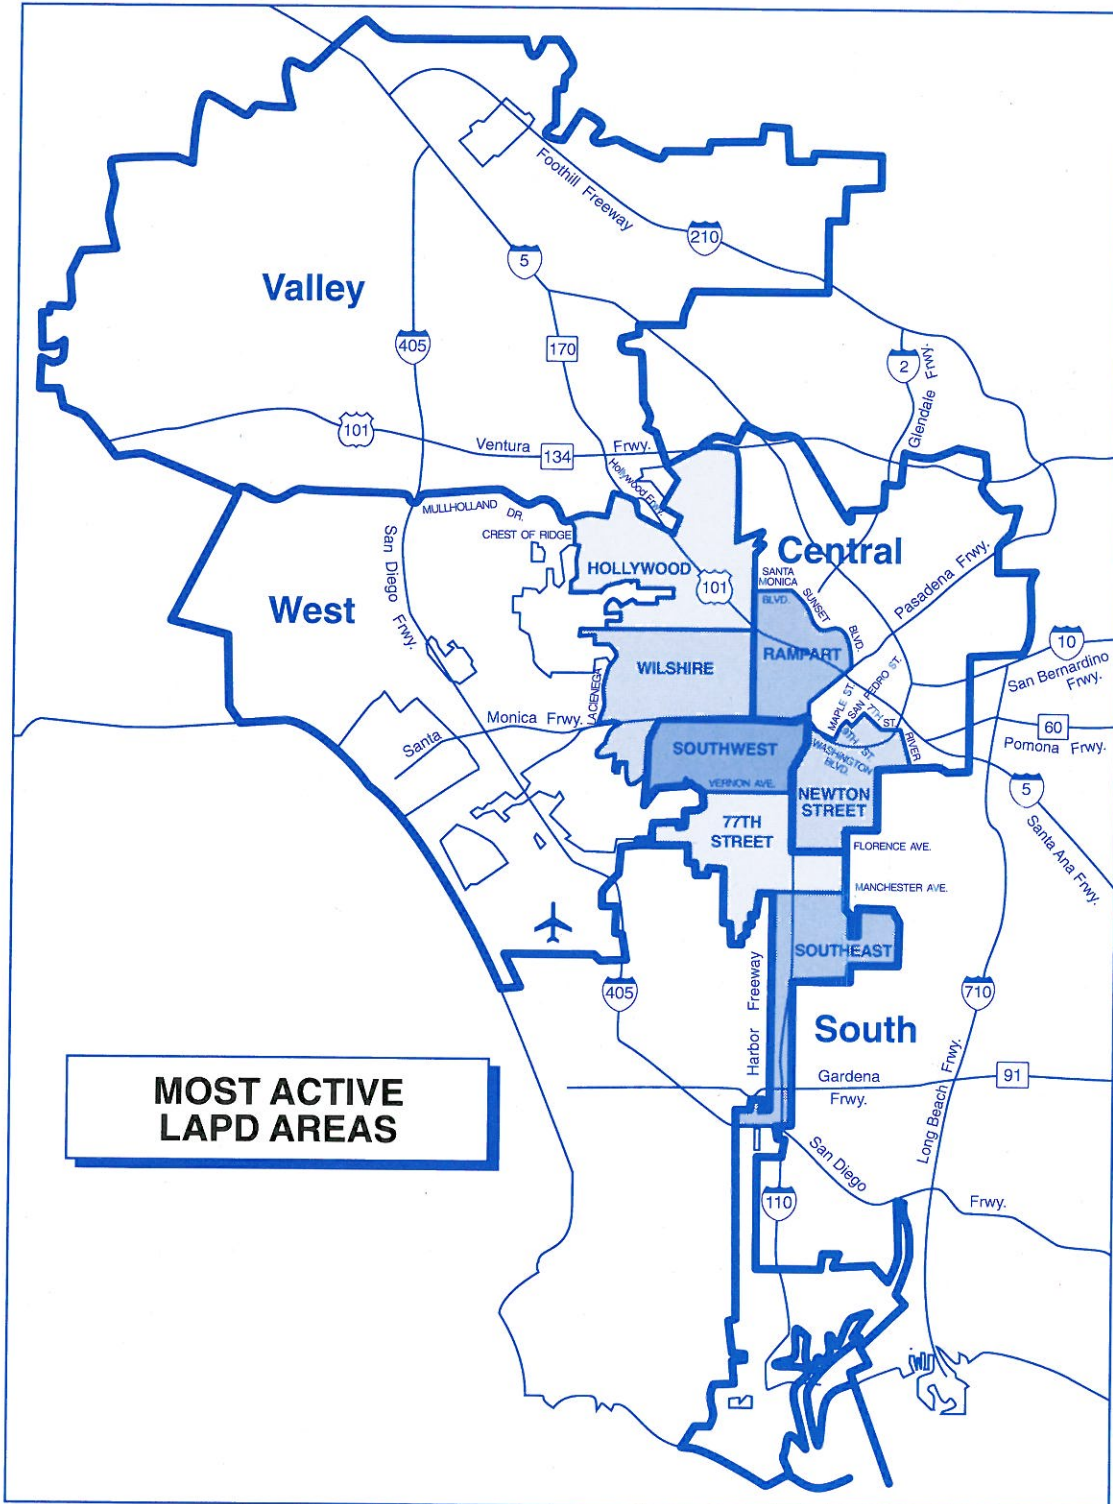 Foothill Freeway
210
5
Valley
405
170
2
Glendale Frwy.
101
Ventura
134
Frwy.
Hollywood Frwy.
MULLHOLLAND
DR.
CREST OF RIDGE
San Diego Frwy.
HOLLYWOOD
101
Central
SANTA
MONICA
BLVD.
SUNSET
BLVD.
Pasadena Frwy.
West
RAMPART
WILSHIRE
LA CIENEGA
10
San Bernardino
Frwy.
MAPLE ST.
SAN PEDRO ST.
7TH ST.
9TH ST.
WASHINGTON
BLVD.
RIVER
60
Pomona Frwy.
Santa
Monica Frwy.
SOUTHWEST
VERNON AVE.
NEWTON
STREET
5
Santa Ana Frwy.
77TH
STREET
FLORENCE AVE.
MANCHESTER AVE.
SOUTHEAST
405
Harbor Freeway
710
South
Long Beach Frwy.
Gardena
Frwy.
91
MOST ACTIVE
LAPD AREAS
San Diego
Frwy.
110